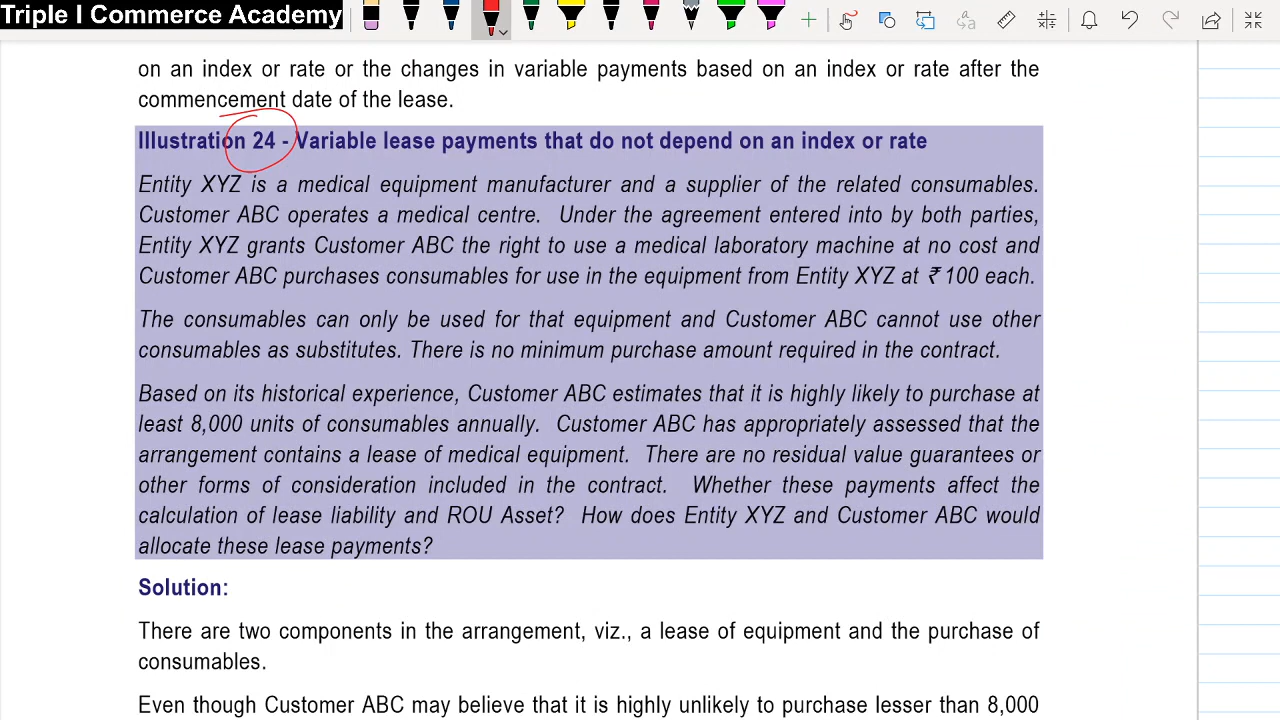 Triple I Commerce Academy
on an index or rate or the changes in variable payments based on an index or rate after the
commencement date of the lease.
Illustration 24 - Variable lease payments that do not depend on an index or rate
Entity XYZ is a medical equipment manufacturer and a supplier of the related consumables.
Customer ABC operates a medical centre. Under the agreement entered into by both parties,
Entity XYZ grants Customer ABC the right to use a medical laboratory machine at no cost and
Customer ABC purchases consumables for use in the equipment from Entity XYZ at ₹ 100 each.
The consumables can only be used for that equipment and Customer ABC cannot use other
consumables as substitutes. There is no minimum purchase amount required in the contract.
Based on its historical experience, Customer ABC estimates that it is highly likely to purchase at
least 8,000 units of consumables annually. Customer ABC has appropriately assessed that the
arrangement contains a lease of medical equipment. There are no residual value guarantees or
other forms of consideration included in the contract. Whether these payments affect the
calculation of lease liability and ROU Asset? How does Entity XYZ and Customer ABC would
allocate these lease payments?
Solution:
There are two components in the arrangement, viz., a lease of equipment and the purchase of
consumables.
Even though Customer ABC may believe that it is highly unlikely to purchase lesser than 8,000